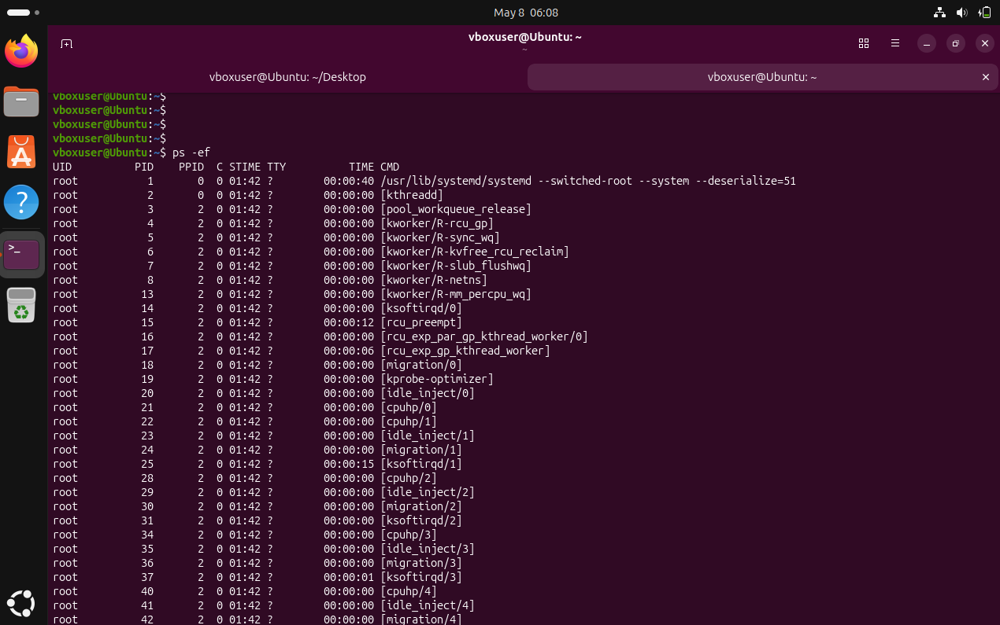 May 8 06:08
vboxuser@Ubuntu: ~
~
vboxuser@Ubuntu: ~/Desktop
vboxuser@Ubuntu: ~
vboxuser@Ubuntu:~$
vboxuser@Ubuntu:~$
vboxuser@Ubuntu:~$
vboxuser@Ubuntu:~$
vboxuser@Ubuntu:~$ ps -ef
UID          PID    PPID  C STIME TTY          TIME CMD
root           1       0  0 01:42 ?        00:00:40 /usr/lib/systemd/systemd --switched-root --system --deserialize=51
root           2       0  0 01:42 ?        00:00:00 [kthreadd]
root           3       2  0 01:42 ?        00:00:00 [pool_workqueue_release]
root           4       2  0 01:42 ?        00:00:00 [kworker/R-rcu_gp]
root           5       2  0 01:42 ?        00:00:00 [kworker/R-sync_wq]
root           6       2  0 01:42 ?        00:00:00 [kworker/R-kvfree_rcu_reclaim]
root           7       2  0 01:42 ?        00:00:00 [kworker/R-slub_flushwq]
root           8       2  0 01:42 ?        00:00:00 [kworker/R-netns]
root          13       2  0 01:42 ?        00:00:00 [kworker/R-mm_percpu_wq]
root          14       2  0 01:42 ?        00:00:00 [ksoftirqd/0]
root          15       2  0 01:42 ?        00:00:12 [rcu_preempt]
root          16       2  0 01:42 ?        00:00:00 [rcu_exp_par_gp_kthread_worker/0]
root          17       2  0 01:42 ?        00:00:06 [rcu_exp_gp_kthread_worker]
root          18       2  0 01:42 ?        00:00:00 [migration/0]
root          19       2  0 01:42 ?        00:00:00 [kprobe-optimizer]
root          20       2  0 01:42 ?        00:00:00 [idle_inject/0]
root          21       2  0 01:42 ?        00:00:00 [cpuhp/0]
root          22       2  0 01:42 ?        00:00:00 [cpuhp/1]
root          23       2  0 01:42 ?        00:00:00 [idle_inject/1]
root          24       2  0 01:42 ?        00:00:00 [migration/1]
root          25       2  0 01:42 ?        00:00:15 [ksoftirqd/1]
root          28       2  0 01:42 ?        00:00:00 [cpuhp/2]
root          29       2  0 01:42 ?        00:00:00 [idle_inject/2]
root          30       2  0 01:42 ?        00:00:00 [migration/2]
root          31       2  0 01:42 ?        00:00:00 [ksoftirqd/2]
root          34       2  0 01:42 ?        00:00:00 [cpuhp/3]
root          35       2  0 01:42 ?        00:00:00 [idle_inject/3]
root          36       2  0 01:42 ?        00:00:00 [migration/3]
root          37       2  0 01:42 ?        00:00:01 [ksoftirqd/3]
root          40       2  0 01:42 ?        00:00:00 [cpuhp/4]
root          41       2  0 01:42 ?        00:00:00 [idle_inject/4]
root          42       2  0 01:42 ?        00:00:00 [migration/4]